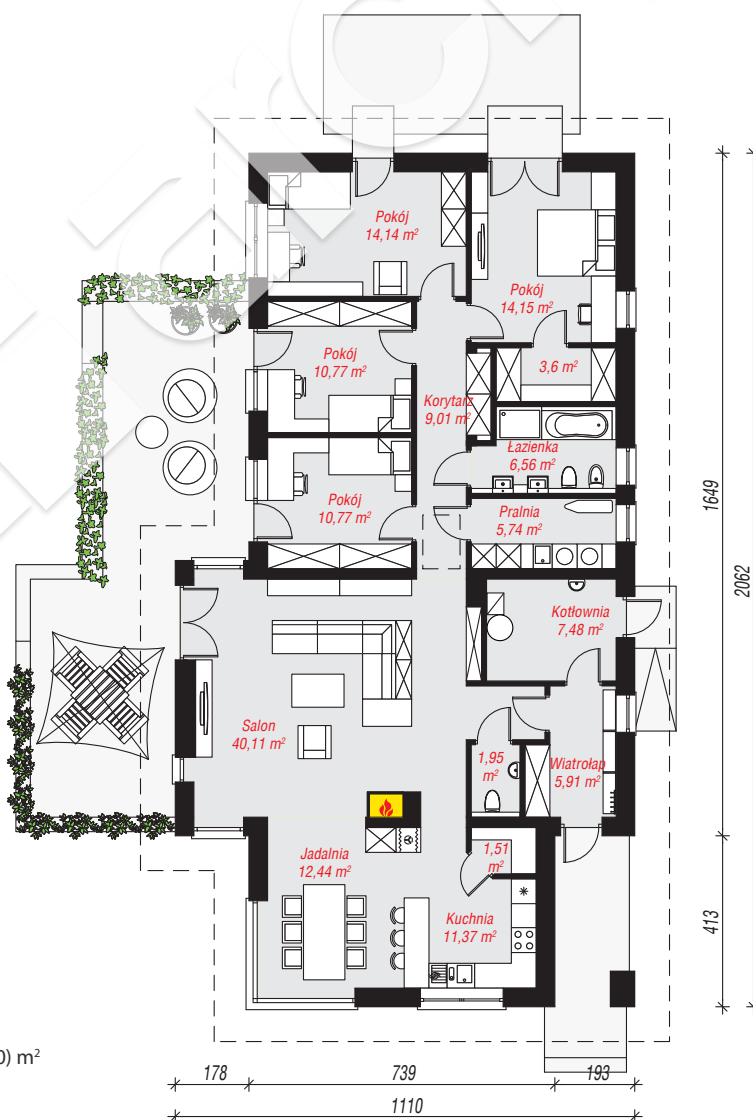 Pokój
14,14 m²
Pokój
14,15 m²
Pokój
10,77 m²
3,6 m²
Korytarz
9,01 m²
Łazienka
6,56 m²
Pokój
10,77 m²
Pralnia
5,74 m²
Kotłownia
7,48 m²
Salon
40,11 m²
1,95
m²
Wiatrołap
5,91 m²
Jadalnia
12,44 m²
1,51
m²
Kuchnia
11,37 m²
1649
2062
413
0) m²
178
739
193
1110